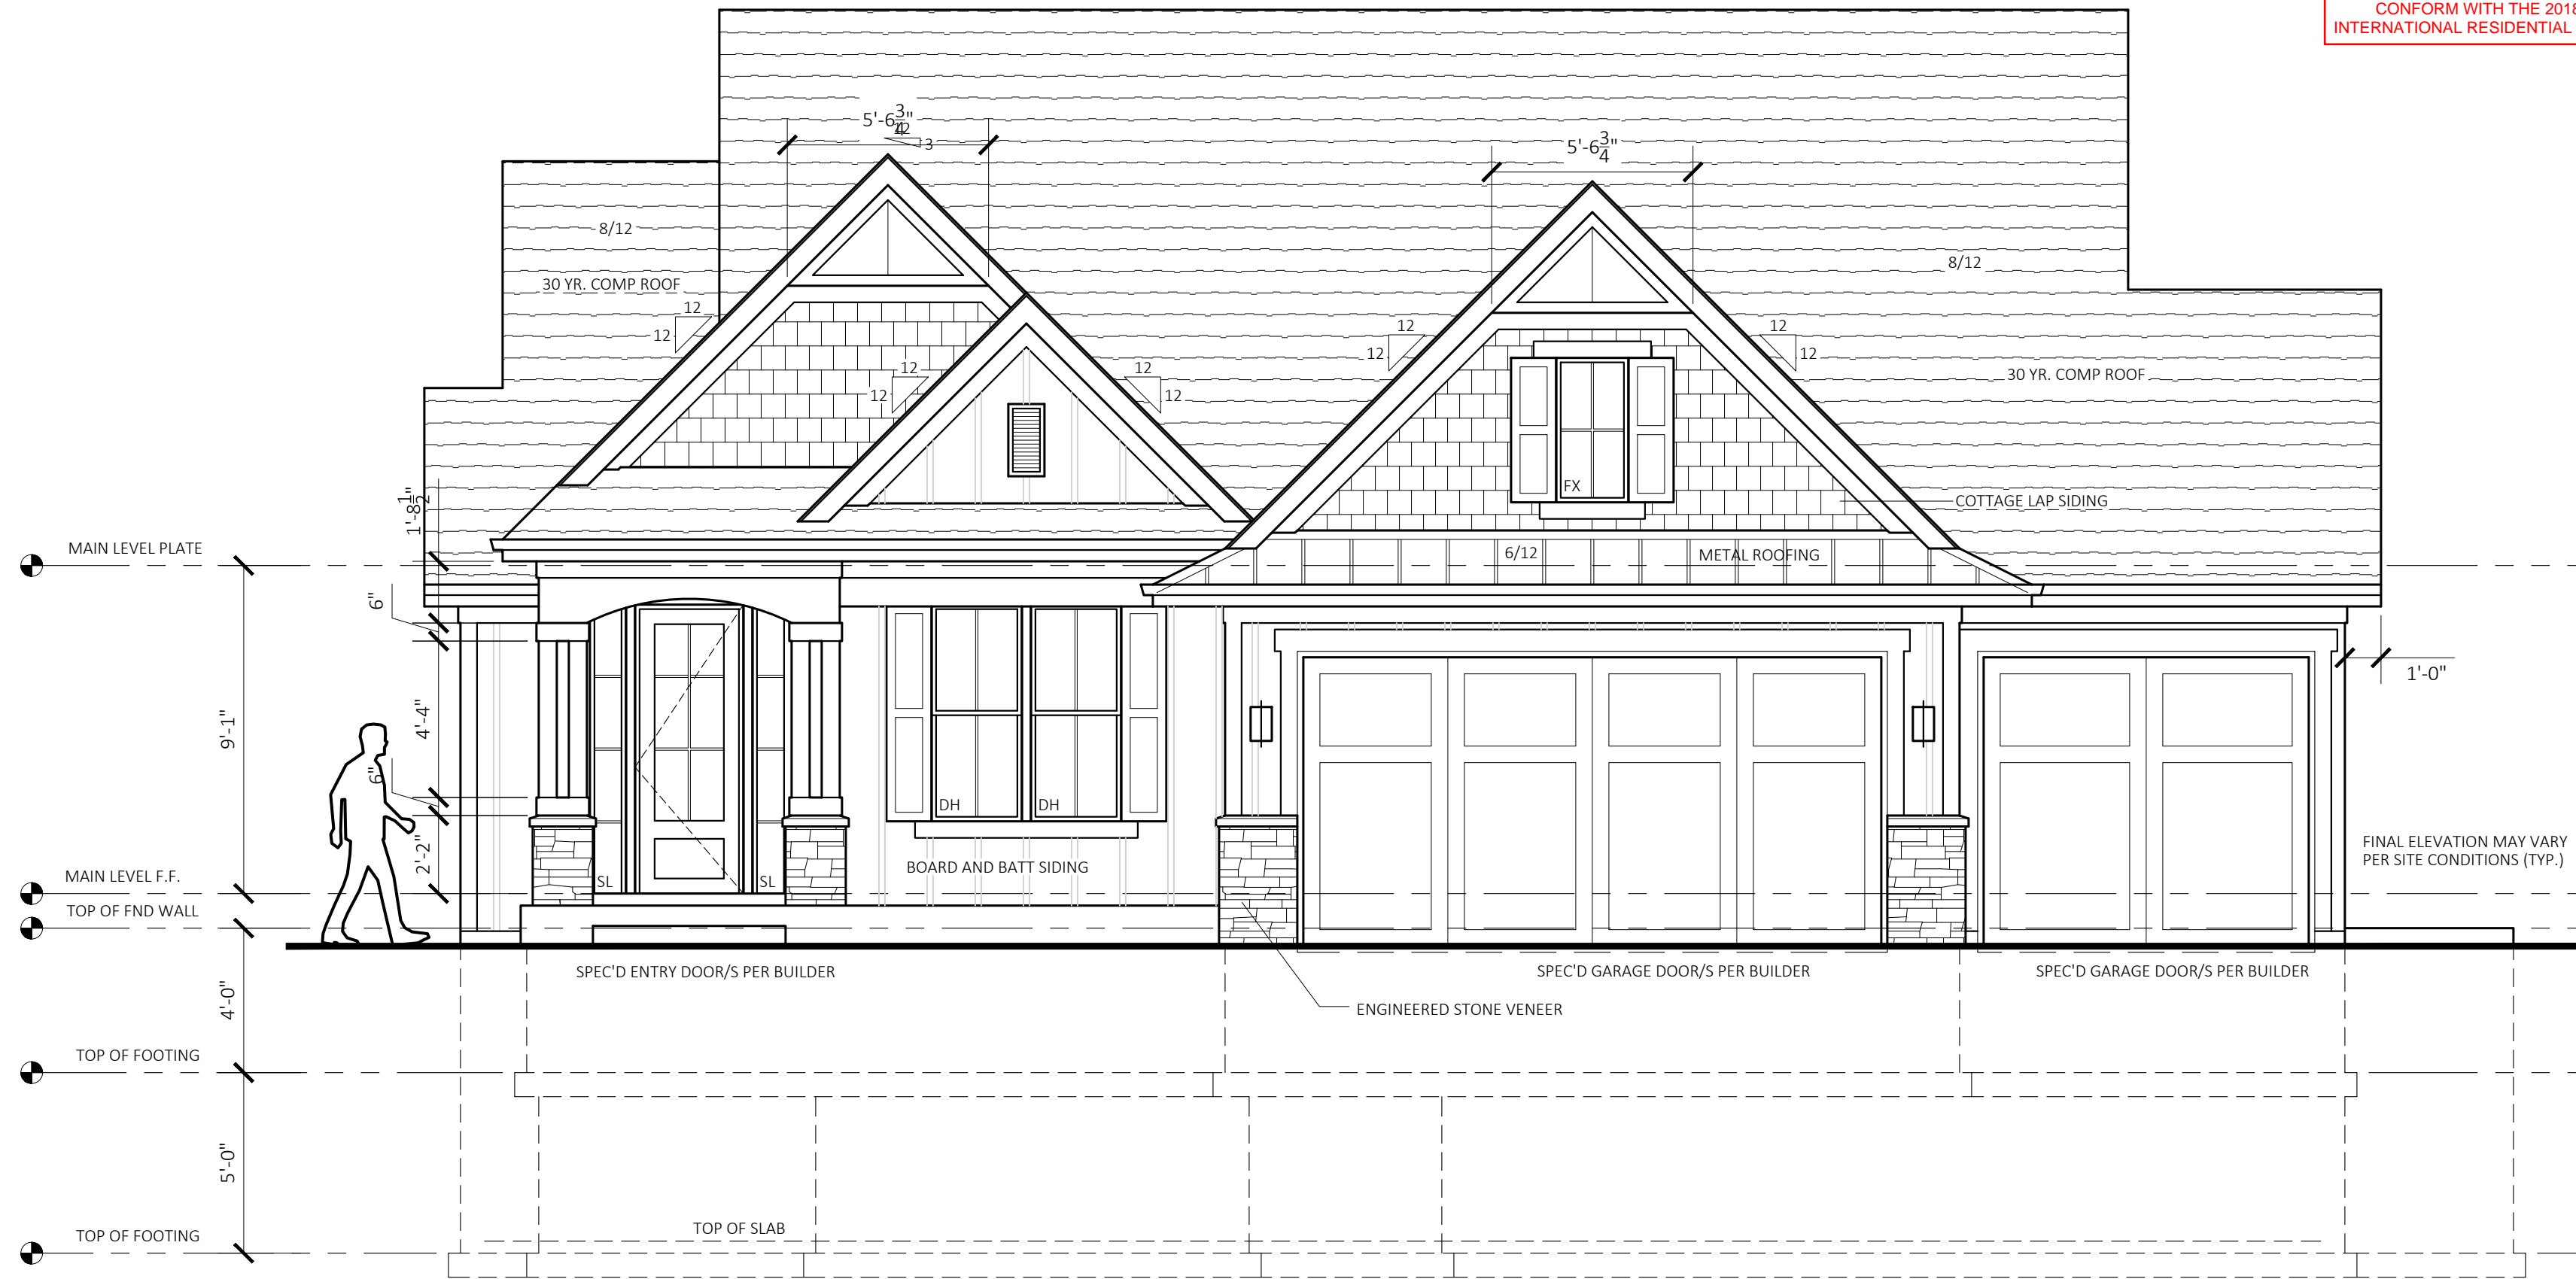 CONFORM WITH THE 2018
INTERNATIONAL RESIDENTIAL
5'-6 3/4"
12
3
5'-6 3/4"
8/12
8/12
30 YR. COMP ROOF
12
12
12
12
12
12
12
12
12
12
30 YR. COMP ROOF
FX
COTTAGE LAP SIDING
1'-8 1/2"
MAIN LEVEL PLATE
6/12
METAL ROOFING
6"
1'-0"
9'-1"
4'-4"
6"
DH
DH
2'-2"
FINAL ELEVATION MAY VARY
PER SITE CONDITIONS (TYP.)
BOARD AND BATT SIDING
MAIN LEVEL F.F.
SL
SL
TOP OF FND WALL
SPEC'D ENTRY DOOR/S PER BUILDER
SPEC'D GARAGE DOOR/S PER BUILDER
SPEC'D GARAGE DOOR/S PER BUILDER
4'-0"
ENGINEERED STONE VENEER
TOP OF FOOTING
5'-0"
TOP OF SLAB
TOP OF FOOTING